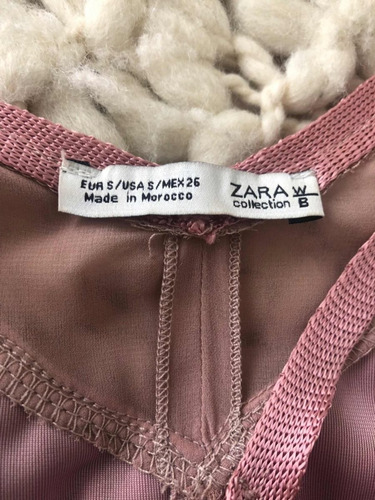 EUR S/USA S/MEX 26
Made in Morocco
ZARA W/B
collection